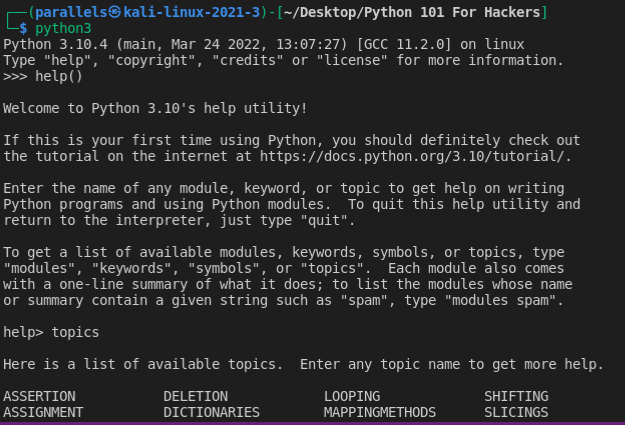 ┌──(parallels㉿kali-linux-2021-3)-[~/Desktop/Python 101 For Hackers]
└─$ python3
Python 3.10.4 (main, Mar 24 2022, 13:07:27) [GCC 11.2.0] on linux
Type "help", "copyright", "credits" or "license" for more information.
>>> help()
Welcome to Python 3.10's help utility!
If this is your first time using Python, you should definitely check out
the tutorial on the internet at https://docs.python.org/3.10/tutorial/.
Enter the name of any module, keyword, or topic to get help on writing
Python programs and using Python modules.  To quit this help utility and
return to the interpreter, just type "quit".
To get a list of available modules, keywords, symbols, or topics, type
"modules", "keywords", "symbols", or "topics".  Each module also comes
with a one-line summary of what it does; to list the modules whose name
or summary contain a given string such as "spam", type "modules spam".
help> topics
Here is a list of available topics.  Enter any topic name to get more help.
ASSERTION           DELETION            LOOPING             SHIFTING
ASSIGNMENT          DICTIONARIES        MAPPINGMETHODS      SLICINGS